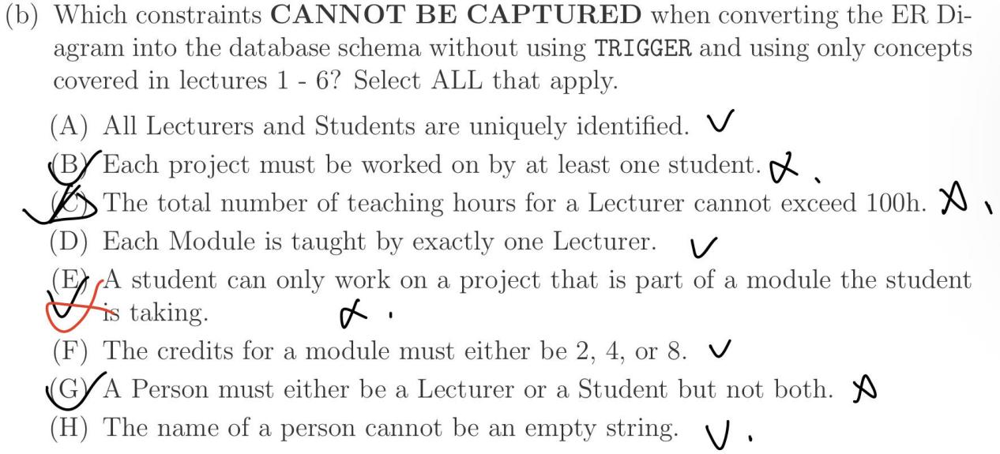 (b) Which constraints CANNOT BE CAPTURED when converting the ER Di-
agram into the database schema without using TRIGGER and using only concepts
covered in lectures 1 - 6? Select ALL that apply.
(A) All Lecturers and Students are uniquely identified.
(B) Each project must be worked on by at least one student.
(C) The total number of teaching hours for a Lecturer cannot exceed 100h.
(D) Each Module is taught by exactly one Lecturer.
(E) A student can only work on a project that is part of a module the student
is taking.
(F) The credits for a module must either be 2, 4, or 8.
(G) A Person must either be a Lecturer or a Student but not both.
(H) The name of a person cannot be an empty string.